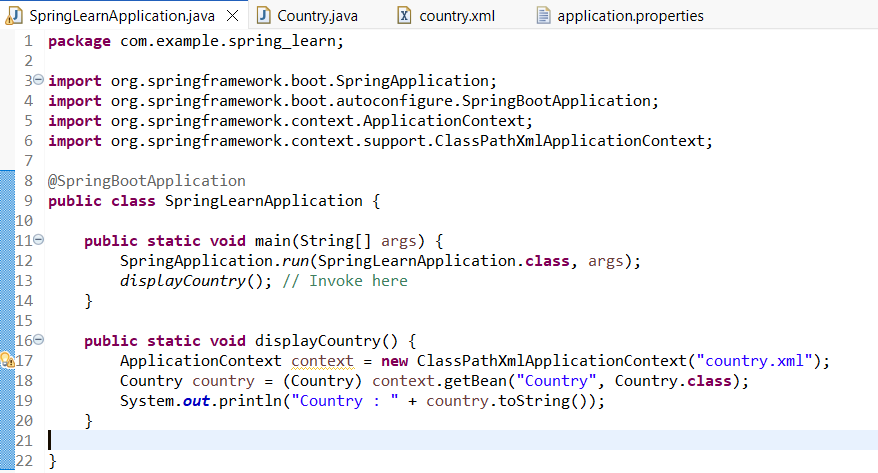 SpringLearnApplication.java Country.java country.xml application.properties
1 package com.example.spring_learn;
2
3 import org.springframework.boot.SpringApplication;
4 import org.springframework.boot.autoconfigure.SpringBootApplication;
5 import org.springframework.context.ApplicationContext;
6 import org.springframework.context.support.ClassPathXmlApplicationContext;
7
8 @SpringBootApplication
9 public class SpringLearnApplication {
10
11     public static void main(String[] args) {
12         SpringApplication.run(SpringLearnApplication.class, args);
13         displayCountry(); // Invoke here
14     }
15
16     public static void displayCountry() {
17         ApplicationContext context = new ClassPathXmlApplicationContext("country.xml");
18         Country country = (Country) context.getBean("Country", Country.class);
19         System.out.println("Country : " + country.toString());
20     }
21
22 }